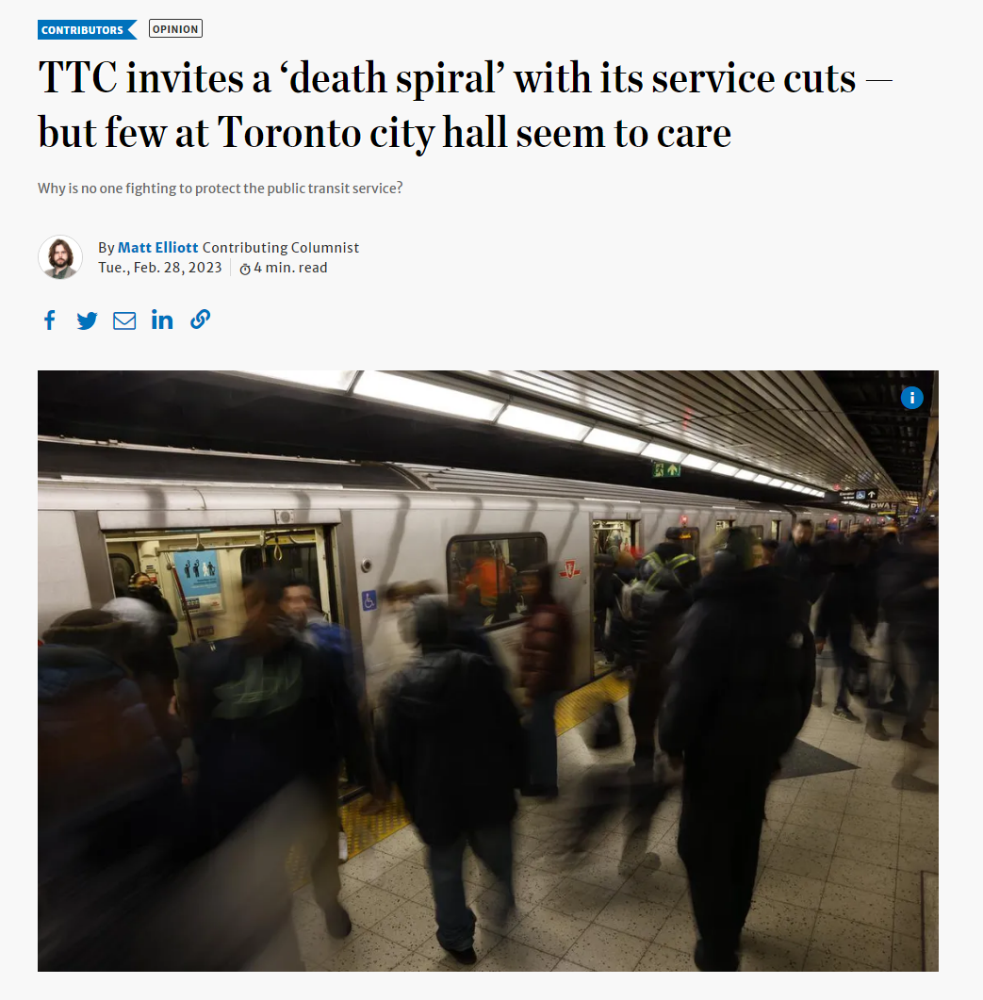 CONTRIBUTORS OPINION
TTC invites a ‘death spiral’ with its service cuts —
but few at Toronto city hall seem to care
Why is no one fighting to protect the public transit service?
By Matt Elliott Contributing Columnist
Tue., Feb. 28, 2023 4 min. read